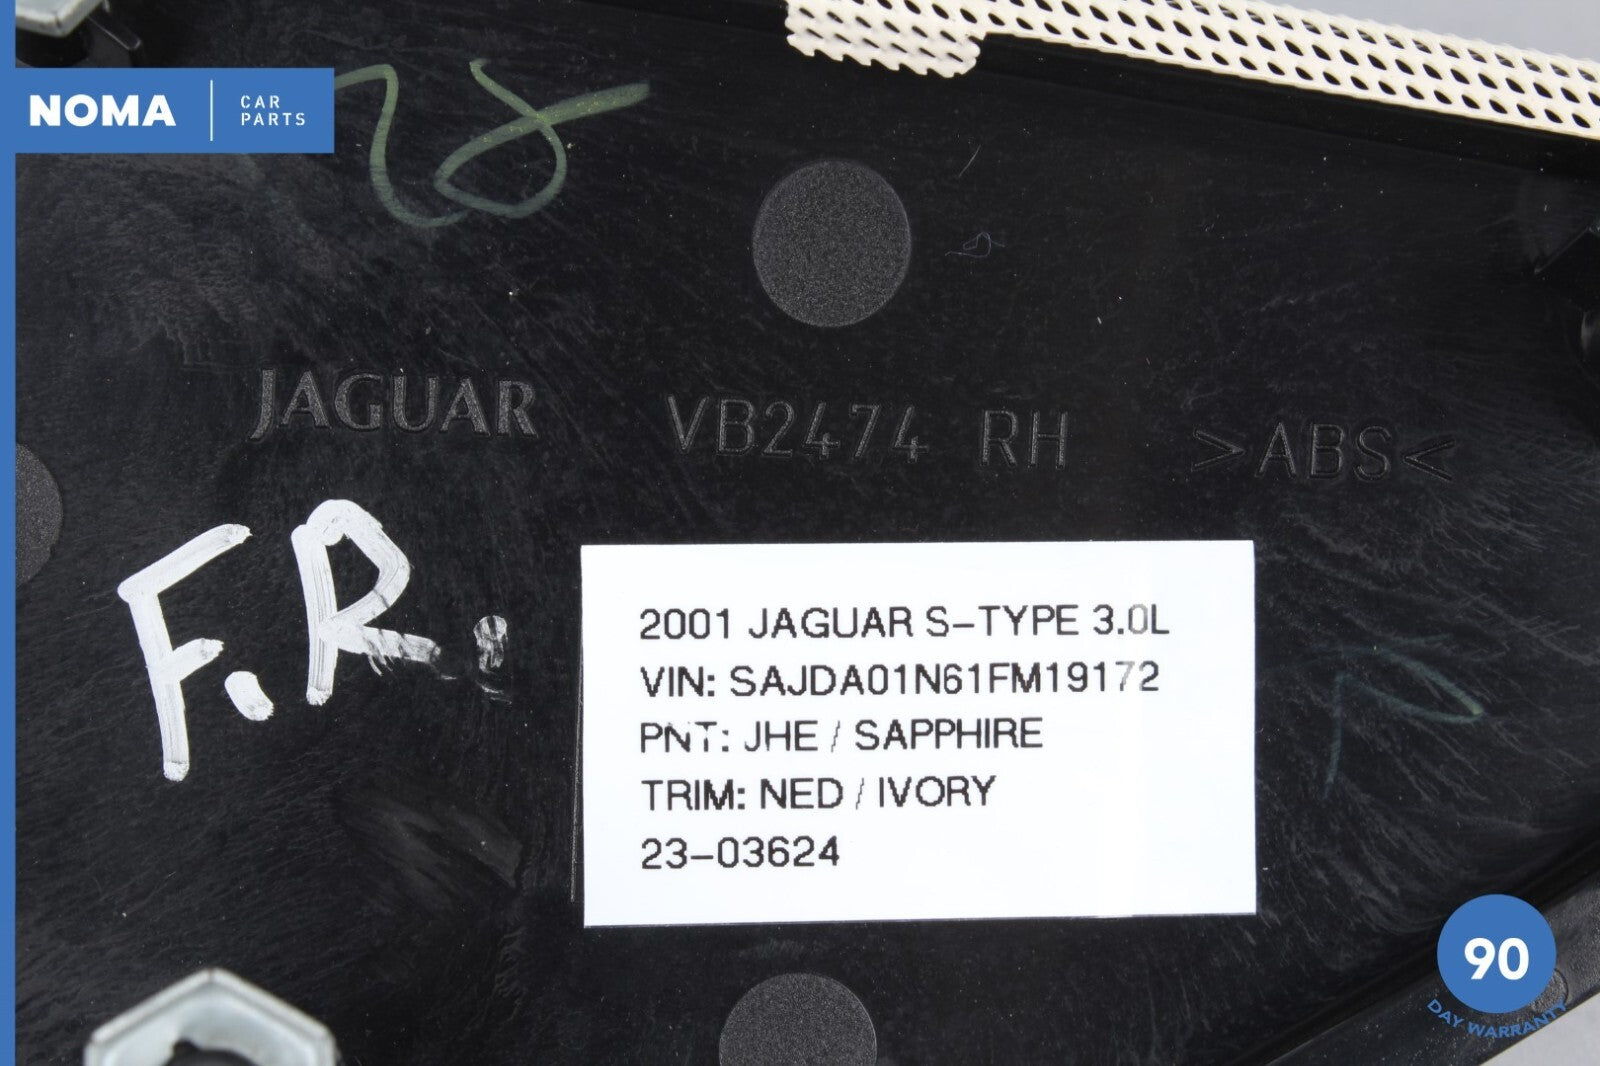 NOMA
CAR
PARTS
JAGUAR
VB2474 RH
>ABS<
F.R.
2001 JAGUAR S-TYPE 3.0L
VIN: SAJDA01N61FM19172
PNT: JHE / SAPPHIRE
TRIM: NED / IVORY
23-03624
90
DAY WARRANTY